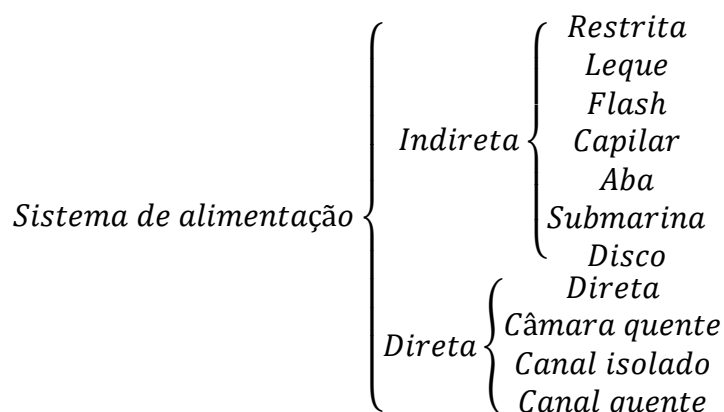 Sistema de alimentação
Indireta
Restrita
Leque
Flash
Capilar
Aba
Submarina
Disco
Direta
Direta
Câmara quente
Canal isolado
Canal quente